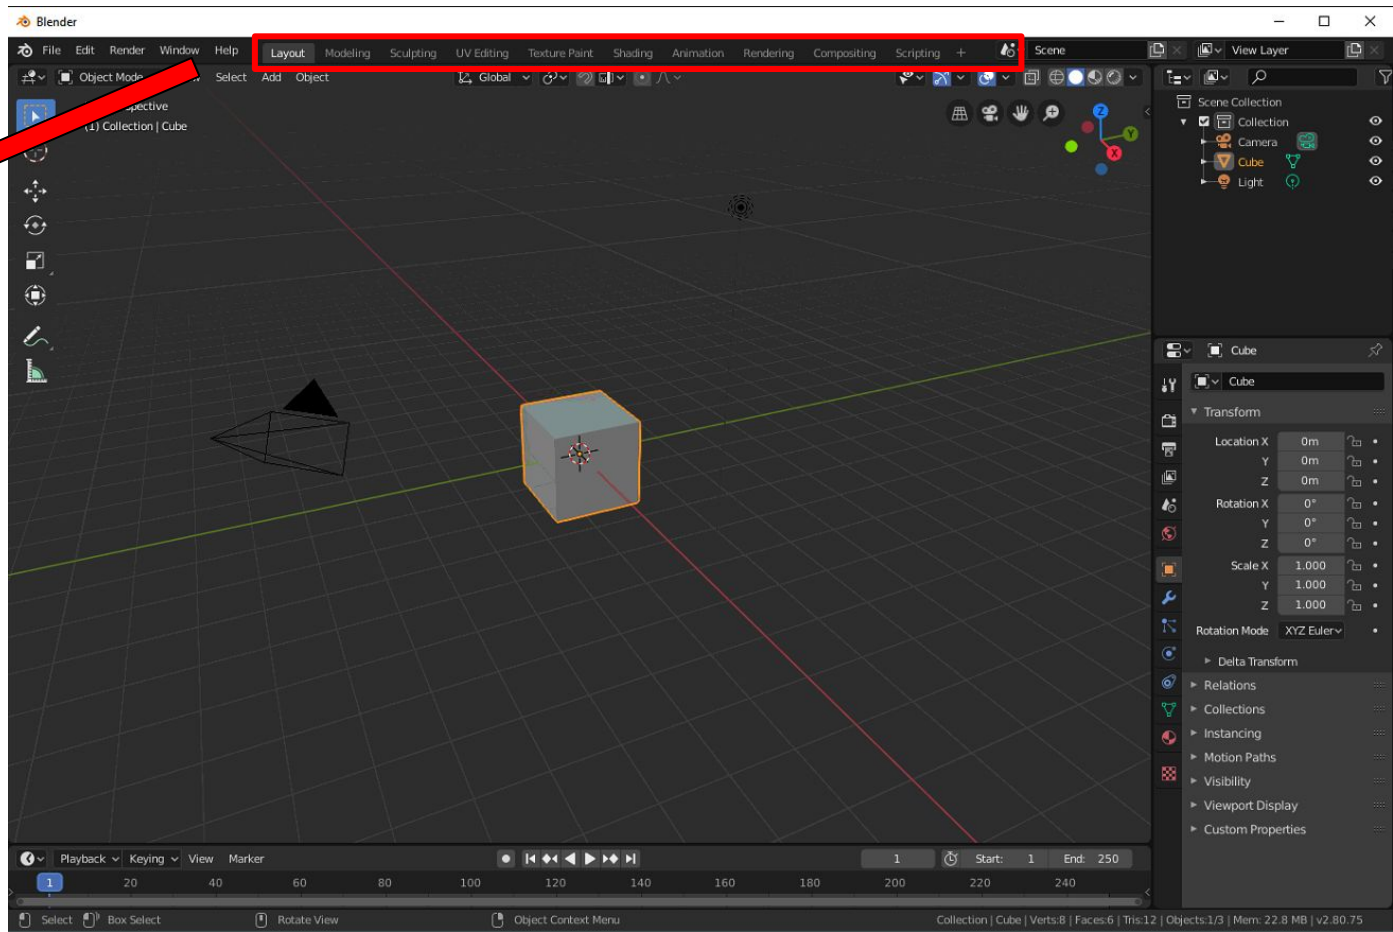 Blender
File Edit Render Window Help Layout Modeling Sculpting UV Editing Texture Paint Shading Animation Rendering Compositing Scripting + Scene View Layer
Object Mode Select Add Object Global
(1) Collection | Cube
Z
Y
X
Scene Collection
Collection
Camera
Cube
Light
Cube
Cube
Transform
Location X 0m
Y 0m
Z 0m
Rotation X 0°
Y 0°
Z 0°
Scale X 1.000
Y 1.000
Z 1.000
Rotation Mode XYZ Euler
Delta Transform
Relations
Collections
Instancing
Motion Paths
Visibility
Viewport Display
Custom Properties
Playback Keying View Marker 1 Start: 1 End: 250
1 20 40 60 80 100 120 140 160 180 200 220 240
Select Box Select Rotate View Object Context Menu Collection | Cube | Verts:8 | Faces:6 | Tris:12 | Objects:1/3 | Mem: 22.8 MB | v2.80.75